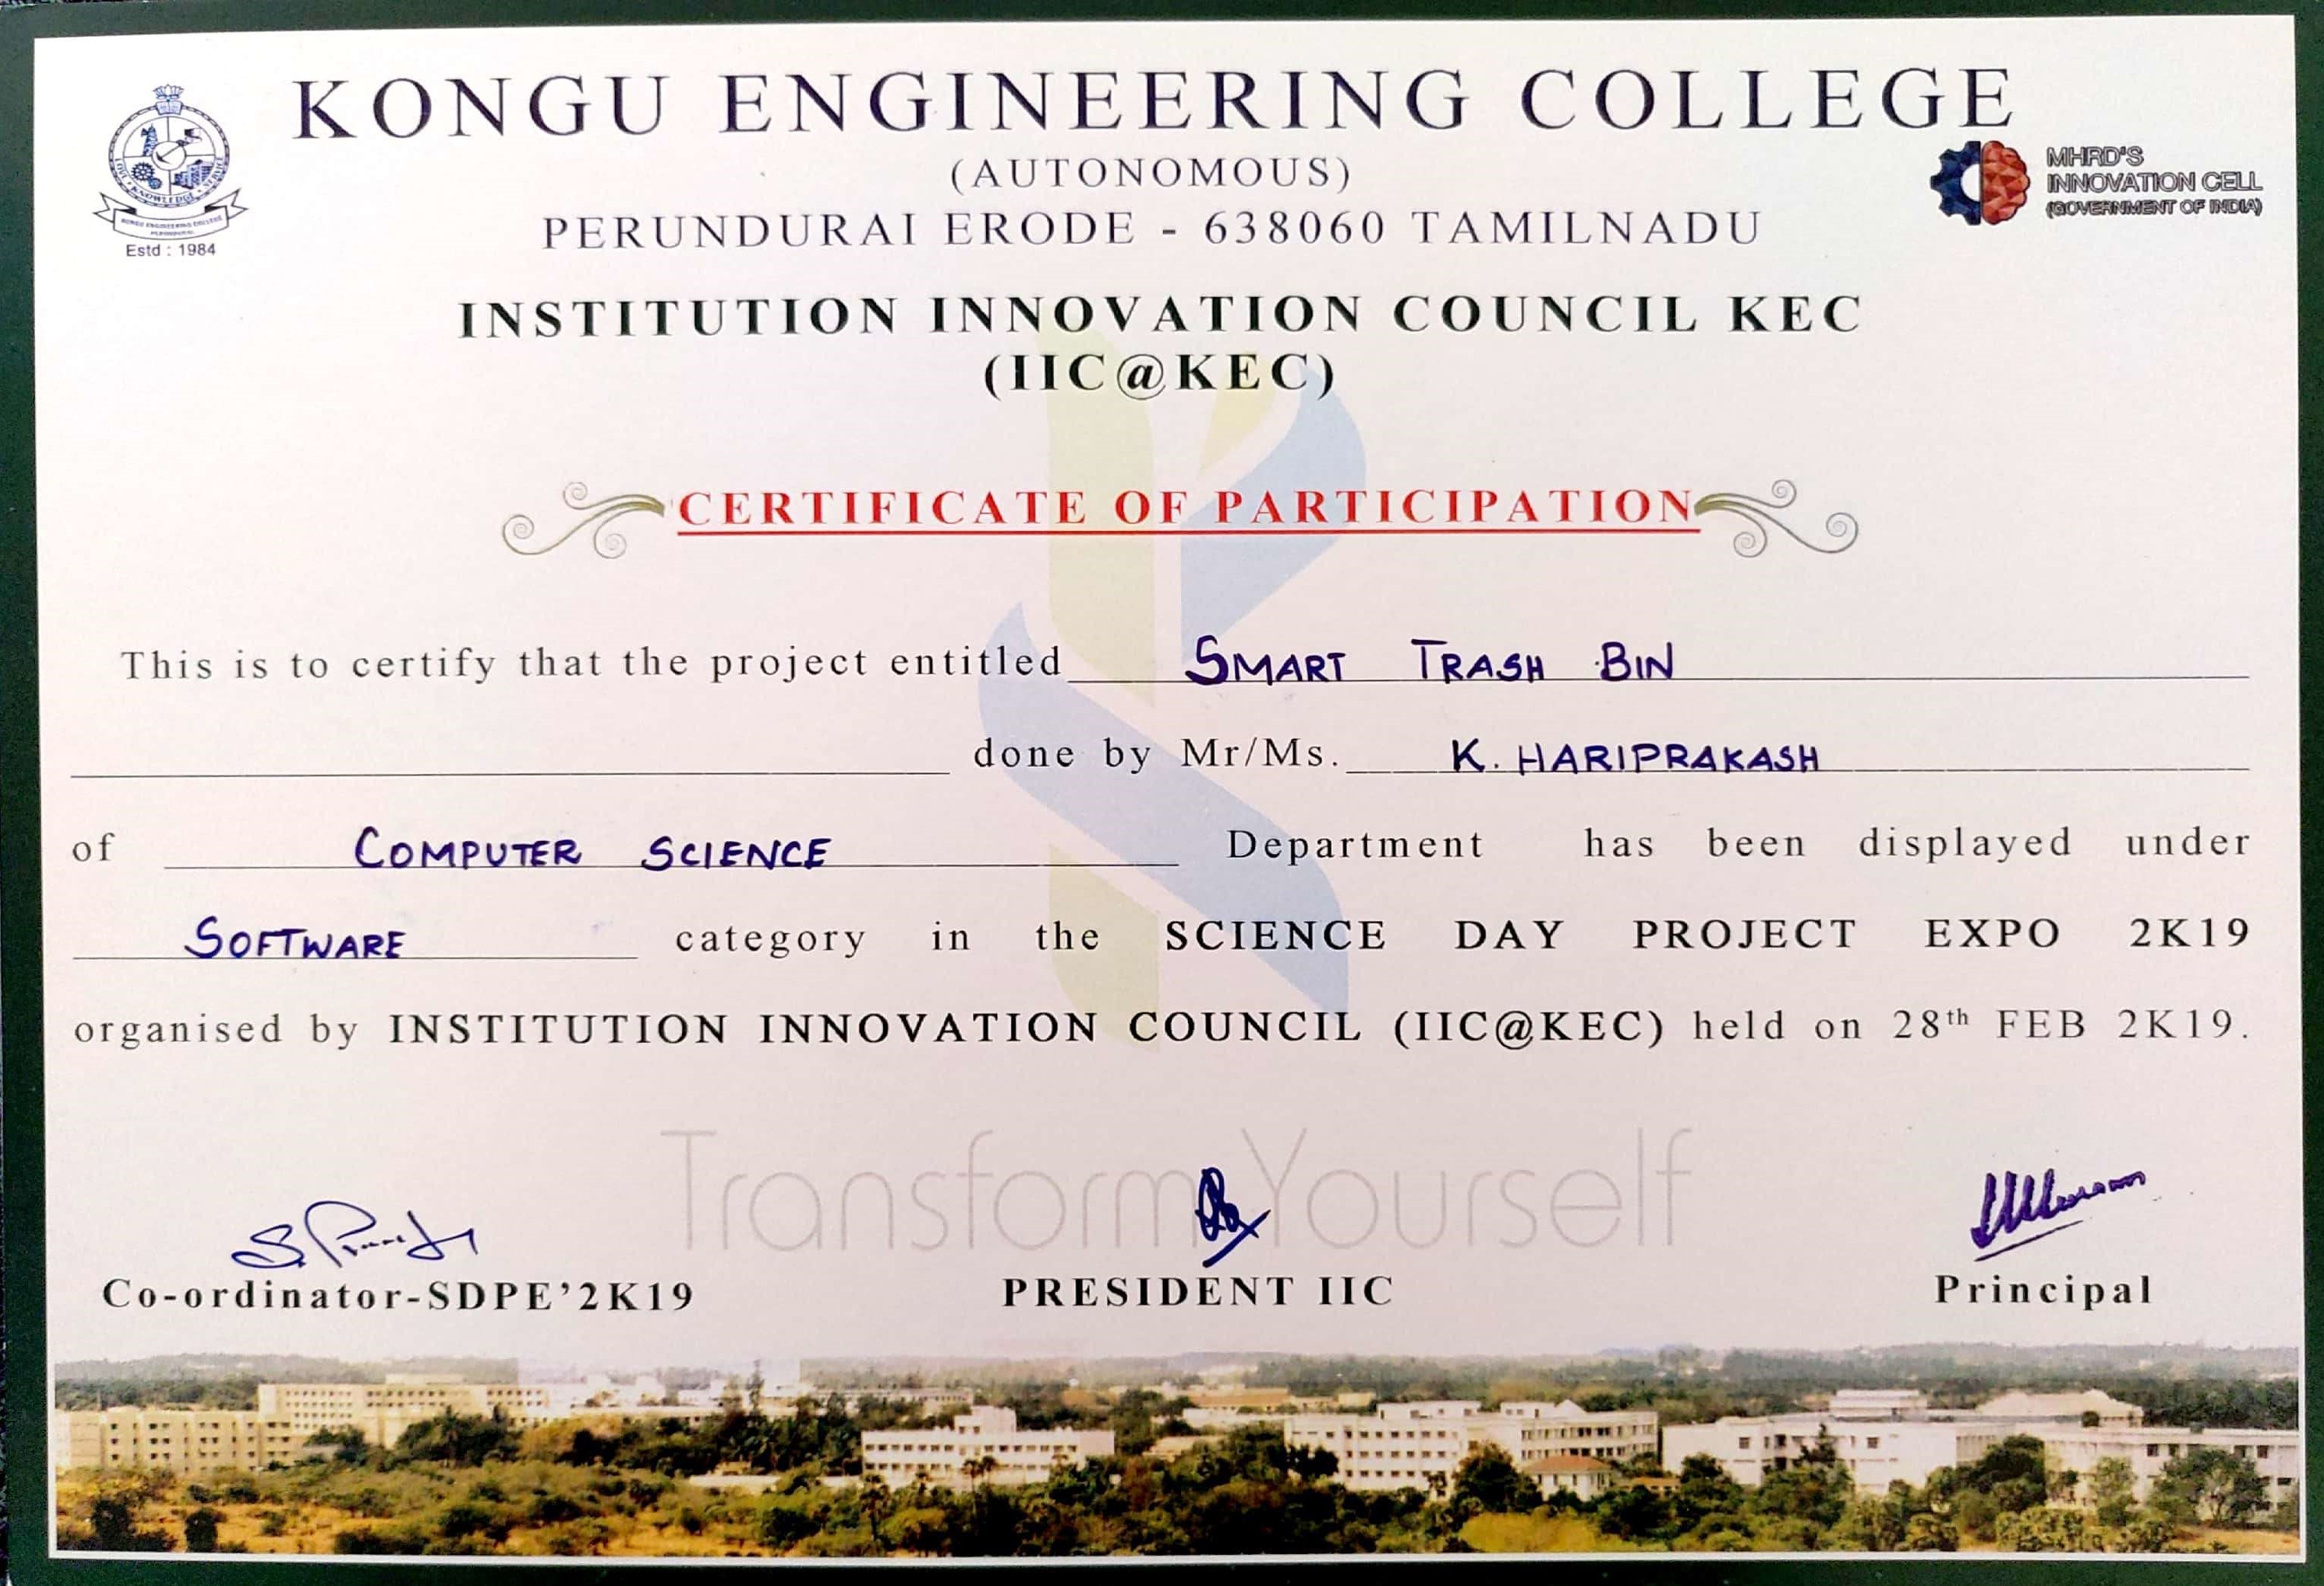 KONGU ENGINEERING COLLEGE
(AUTONOMOUS)
PERUNDURAI ERODE - 638060 TAMILNADU
Estd : 1984
MHRD'S
INNOVATION CELL
(GOVERNMENT OF INDIA)
INSTITUTION INNOVATION COUNCIL KEC
(IIC@KEC)
CERTIFICATE OF PARTICIPATION
This is to certify that the project entitled SMART TRASH BIN
done by Mr/Ms. K. HARIPRAKASH
of COMPUTER SCIENCE Department has been displayed under
SOFTWARE category in the SCIENCE DAY PROJECT EXPO 2K19
organised by INSTITUTION INNOVATION COUNCIL (IIC@KEC) held on 28th FEB 2K19.
Transform Yourself
Co-ordinator-SDPE'2K19 PRESIDENT IIC Principal